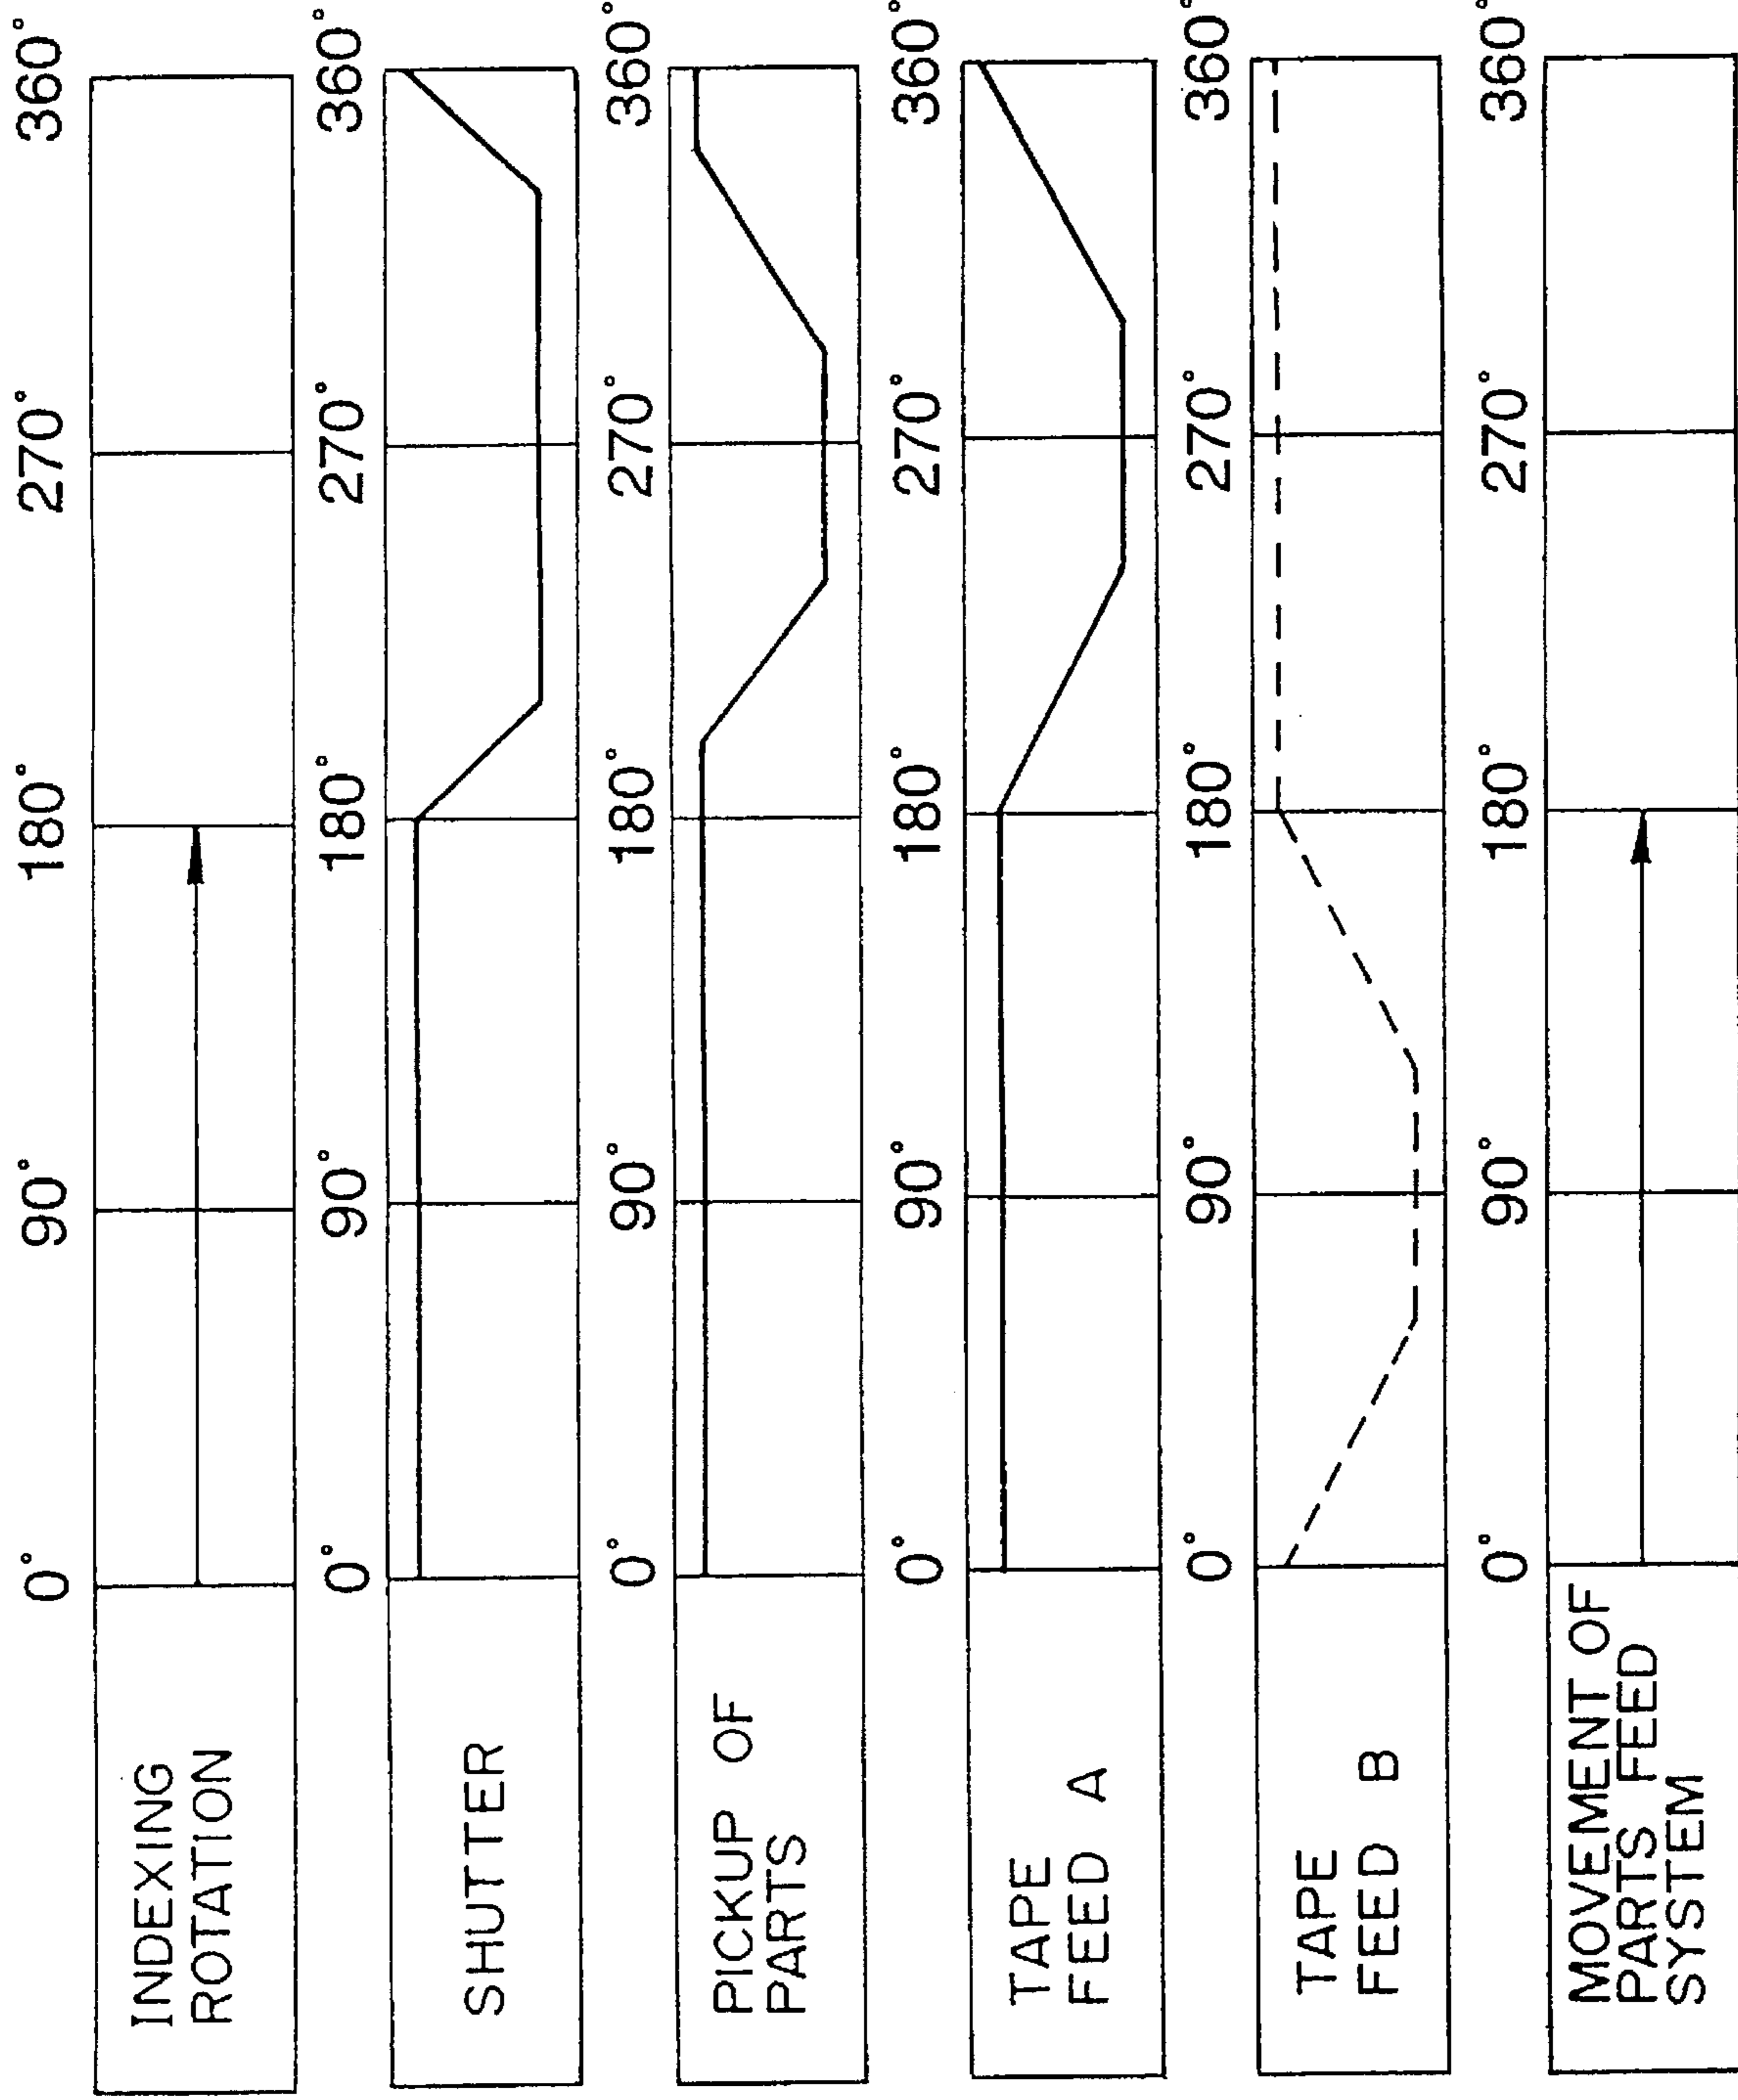 0° 90° 180° 270° 360°
INDEXING
ROTATION
0° 90° 180° 270° 360°
SHUTTER
0° 90° 180° 270° 360°
PICKUP OF
PARTS
0° 90° 180° 270° 360°
TAPE
FEED A
0° 90° 180° 270° 360°
TAPE
FEED B
0° 90° 180° 270° 360°
MOVEMENT OF
PARTS FEED
SYSTEM